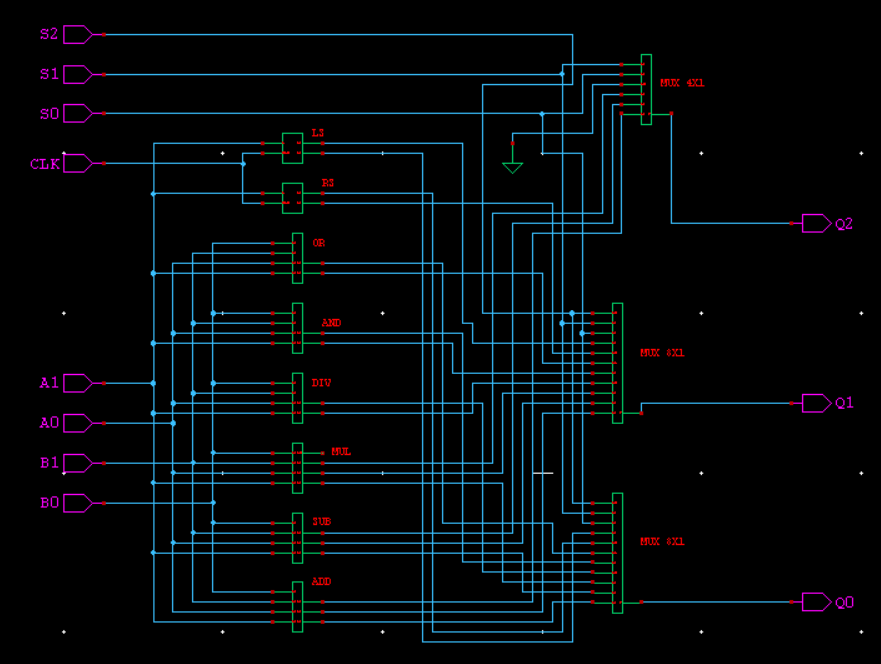 S2
S1
MUX 4X1
S0
LS
CLK
RS
Q2
OR
AND
MUX 8X1
A1
DIV
Q1
A0
MUL
B1
B0
SUB
MUX 8X1
ADD
Q0